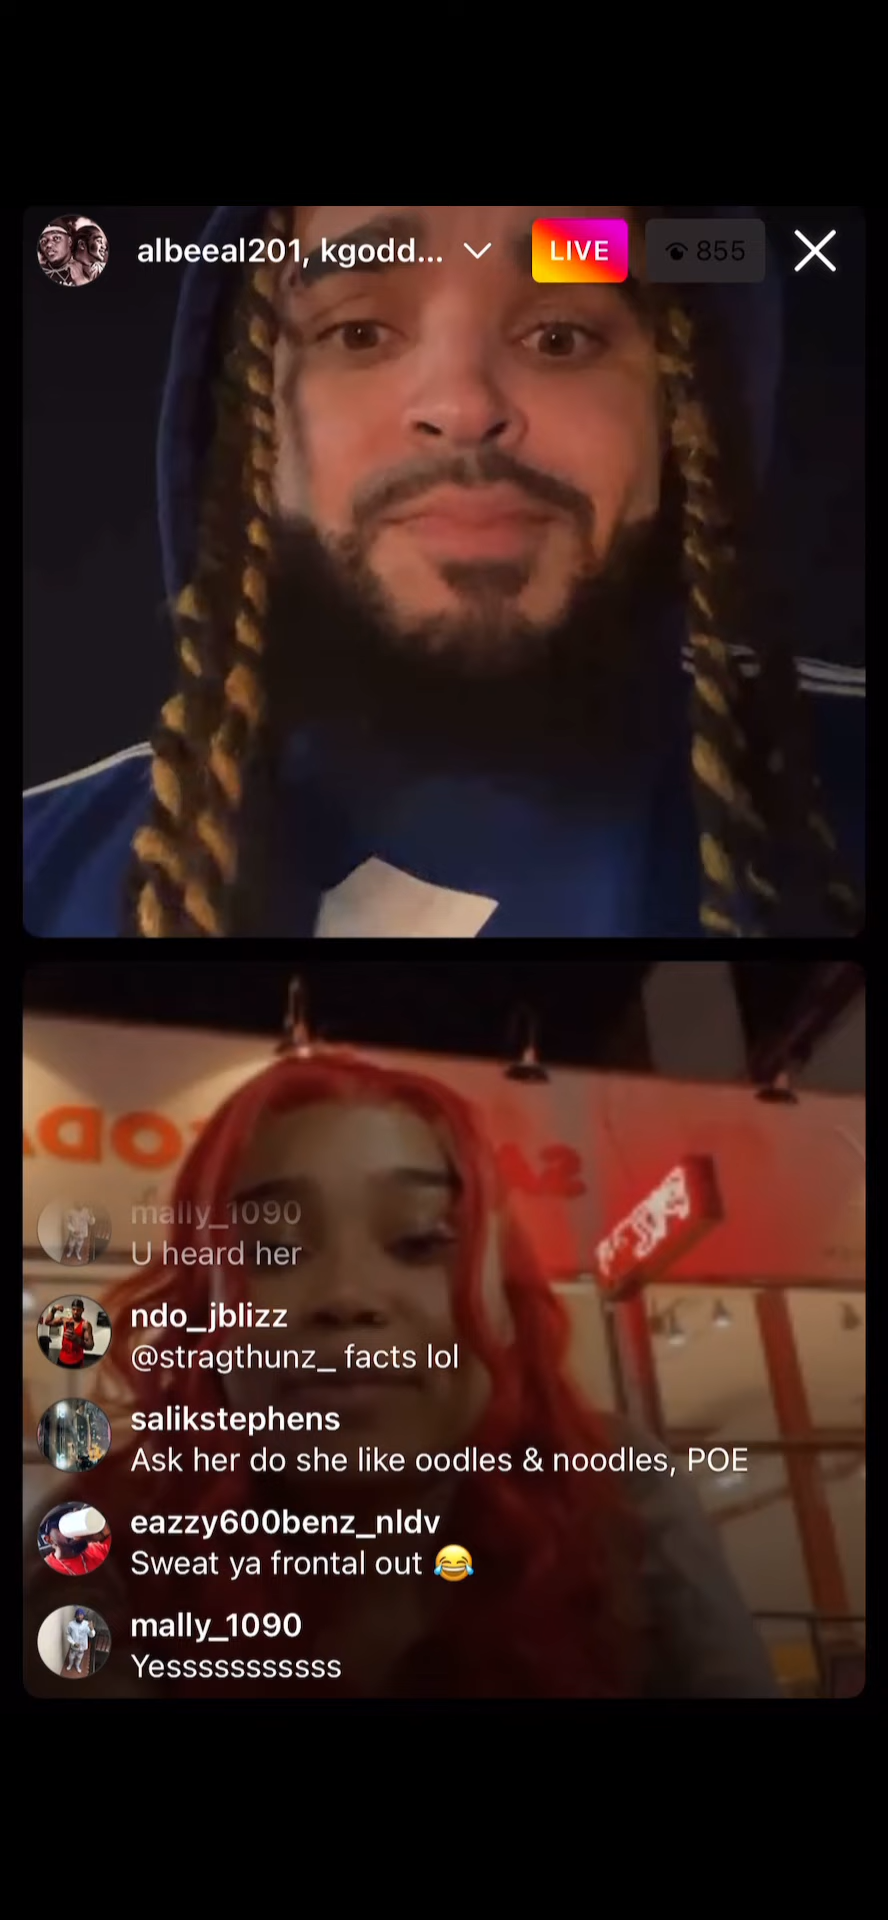 albeeal201, kgodd...
LIVE
855
mally_1090
U heard her
ndo_jblizz
@stragthunz_ facts lol
salikstephens
Ask her do she like oodles & noodles, POE
eazzy600benz_nldv
Sweat ya frontal out 😂
mally_1090
Yesssssssssss